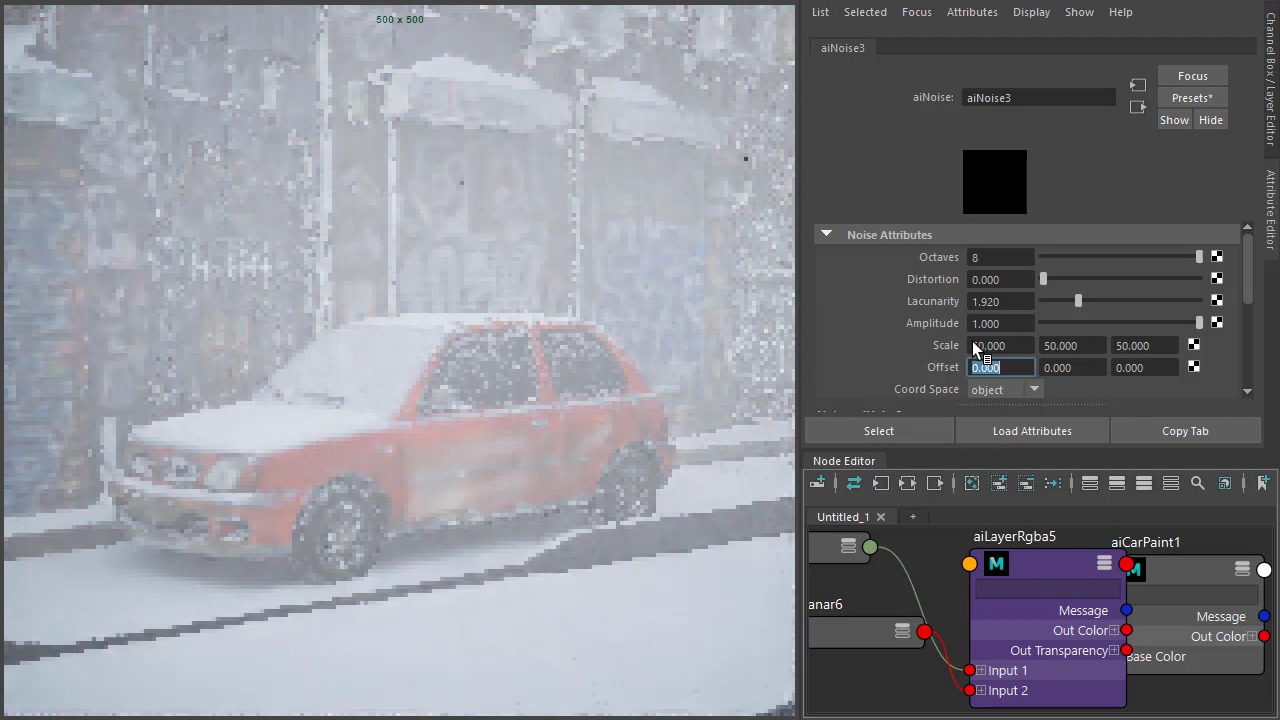 500 x 500
List Selected Focus Attributes Display Show Help
aiNoise3
aiNoise: aiNoise3
Focus
Presets*
Show Hide
Noise Attributes
Octaves 8
Distortion 0.000
Lacunarity 1.920
Amplitude 1.000
Scale 50.000 50.000
Offset 0.000 0.000 0.000
Coord Space object
Select Load Attributes Copy Tab
Node Editor
Untitled_1
+
aiLayerRgba5
aiCarPaint1
M
M
anar6
Message
Out Color
Out Transparency
Input 1
Input 2
Message
Out Color
Base Color
Channel Box / Layer Editor
Attribute Editor